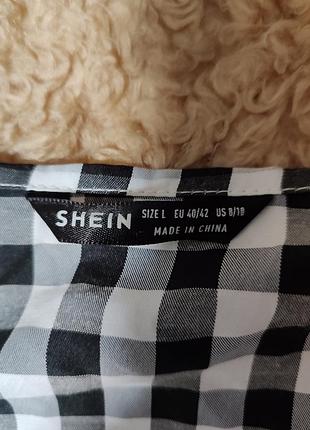 SHEIN
SIZE L EU 40/42 US 8/10
MADE IN CHINA